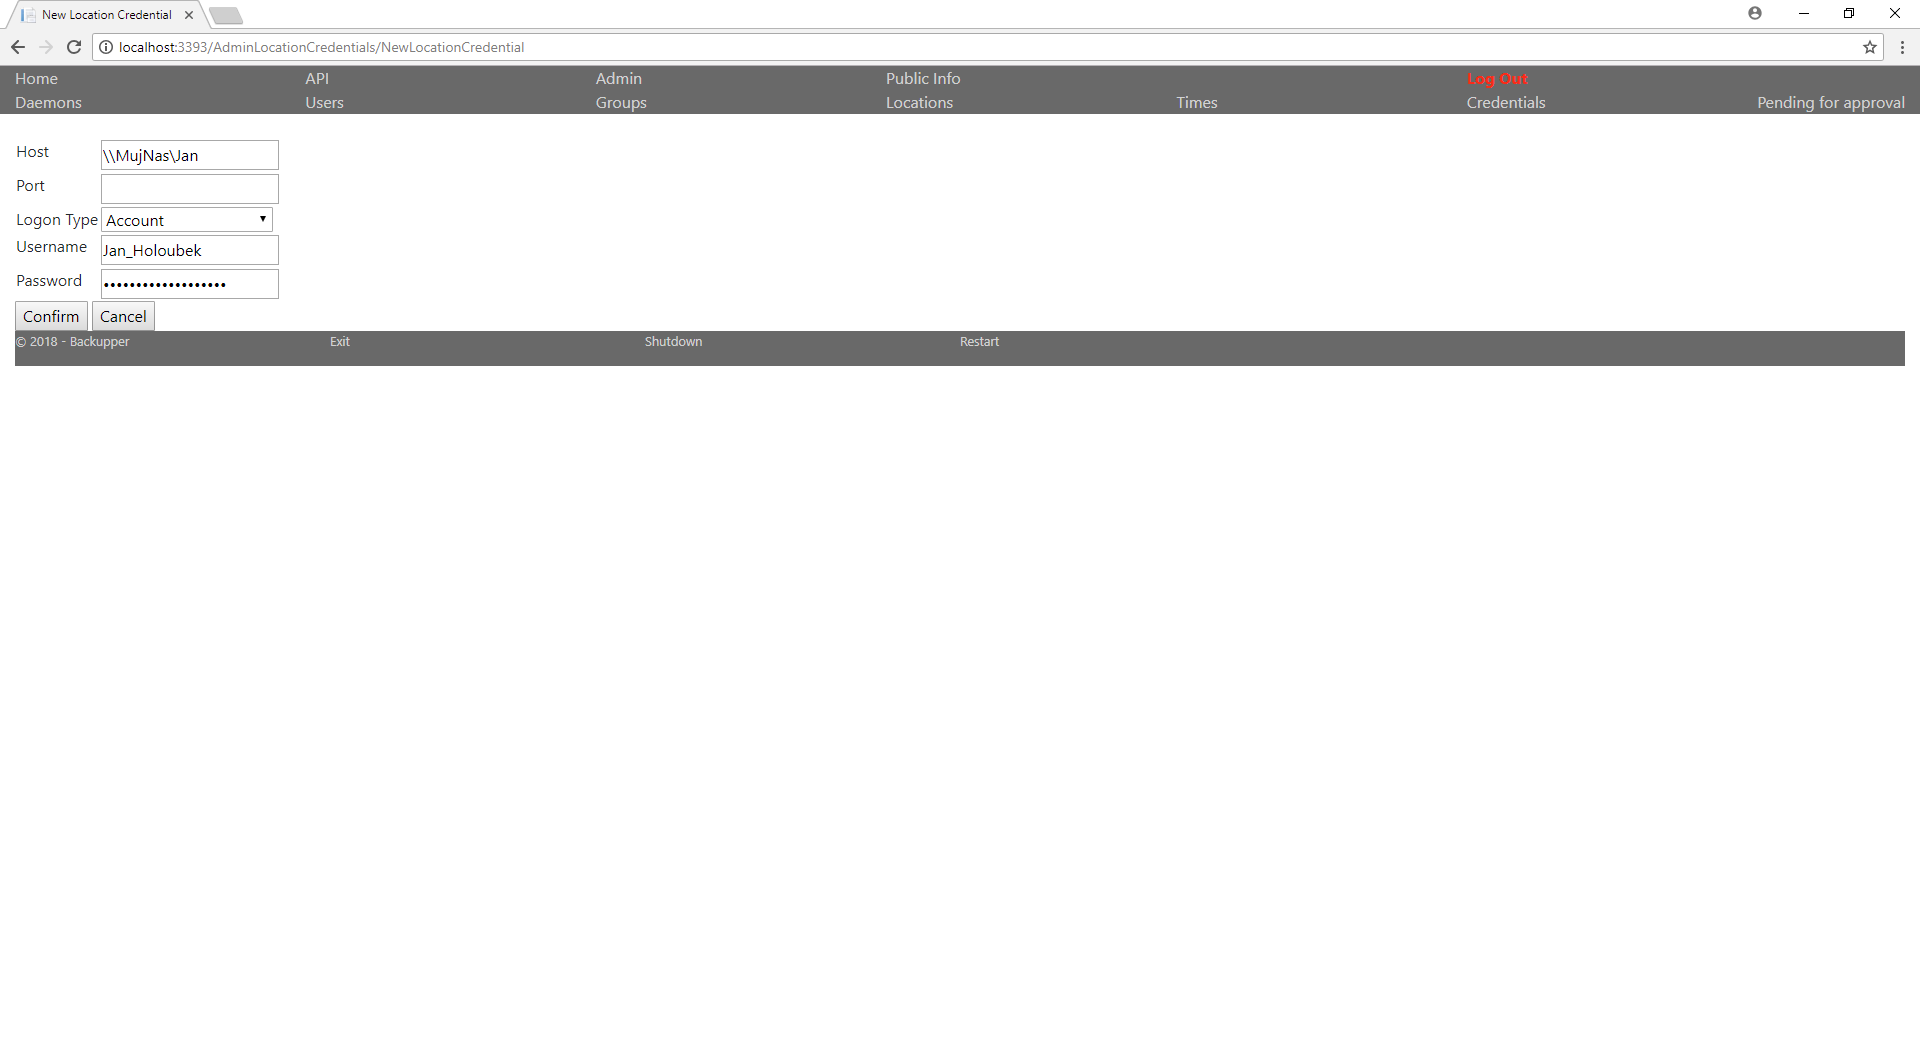 New Location Credential
localhost:3393/AdminLocationCredentials/NewLocationCredential
Home API Admin Public Info Log Out
Daemons Users Groups Locations Times Credentials Pending for approval
Host \\MujNas\Jan
Port
Logon Type Account
Username Jan_Holoubek
Password •••••••••••••••••••
Confirm Cancel
© 2018 - Backupper Exit Shutdown Restart